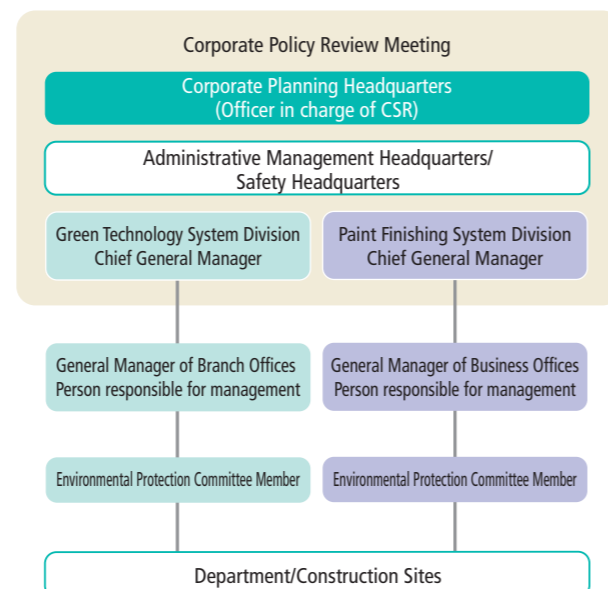 Corporate Policy Review Meeting
Corporate Planning Headquarters
(Officer in charge of CSR)
Administrative Management Headquarters/
Safety Headquarters
Green Technology System Division
Chief General Manager
Paint Finishing System Division
Chief General Manager
General Manager of Branch Offices
Person responsible for management
General Manager of Business Offices
Person responsible for management
Environmental Protection Committee Member
Environmental Protection Committee Member
Department/Construction Sites